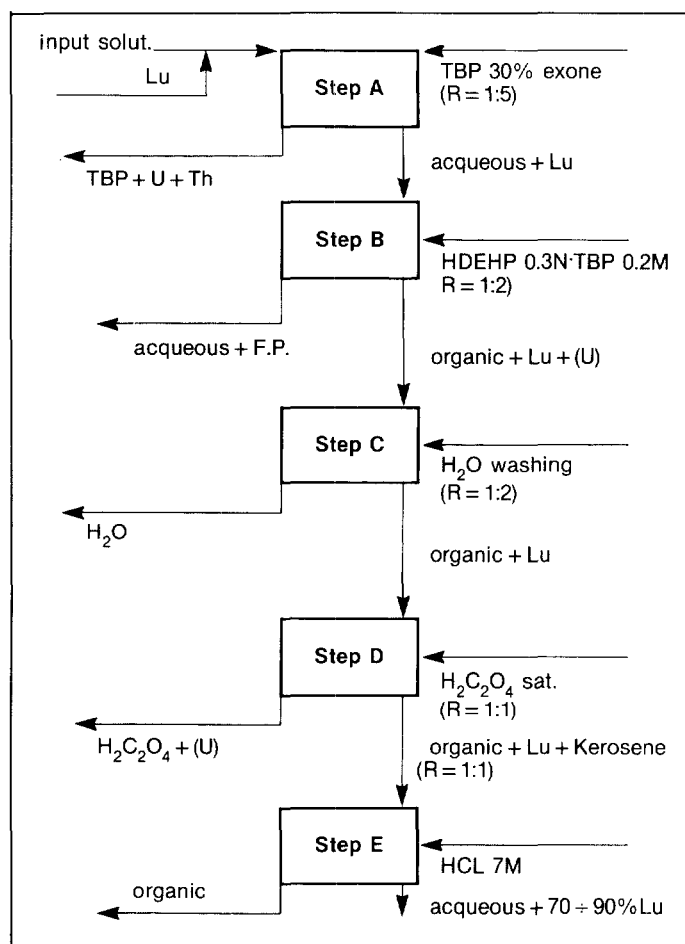 input solut.
Lu
Step A
TBP 30% exone
(R = 1:5)
TBP + U + Th
acqueous + Lu
Step B
HDEHP 0.3N·TBP 0.2M
R = 1:2)
acqueous + F.P.
organic + Lu + (U)
Step C
H₂O washing
(R = 1:2)
H₂O
organic + Lu
Step D
H₂C₂O₄ sat.
(R = 1:1)
H₂C₂O₄ + (U)
organic + Lu + Kerosene
(R = 1:1)
Step E
HCL 7M
organic
acqueous + 70 ÷ 90% Lu